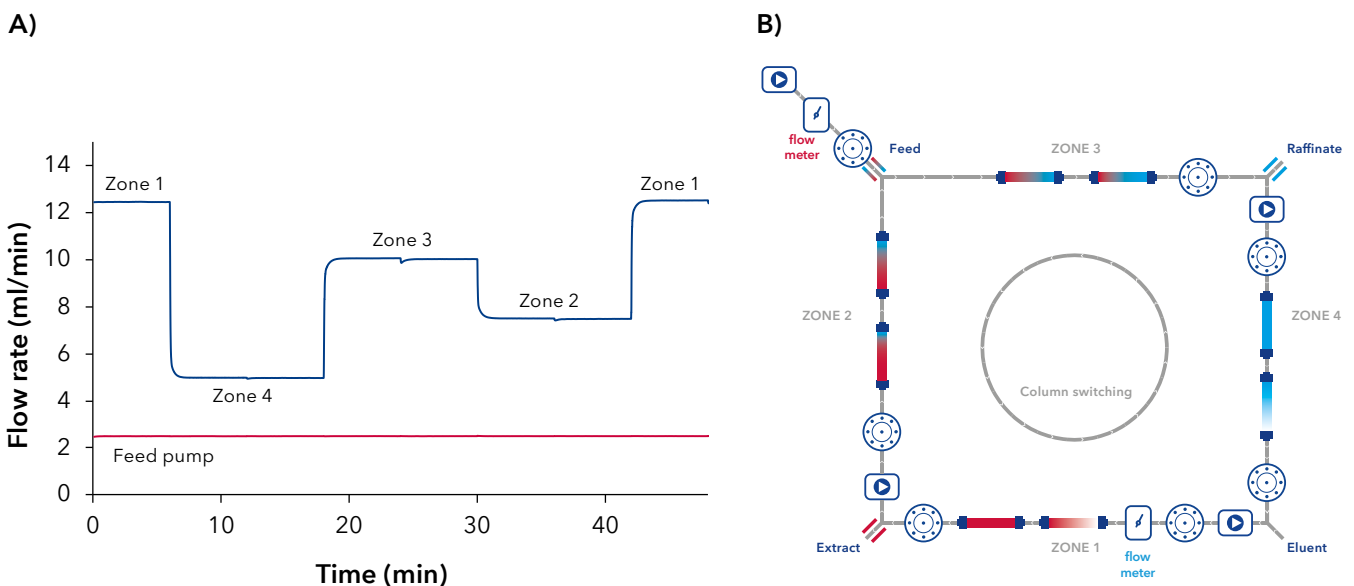 A)
Flow rate (ml/min)
14
12
10
8
6
4
2
0
Zone 1
Zone 4
Zone 3
Zone 2
Zone 1
Feed pump
0
10
20
30
40
Time (min)
B)
flow
meter
Feed
ZONE 3
Raffinate
ZONE 2
ZONE 4
Column switching
Extract
ZONE 1
flow
meter
Eluent